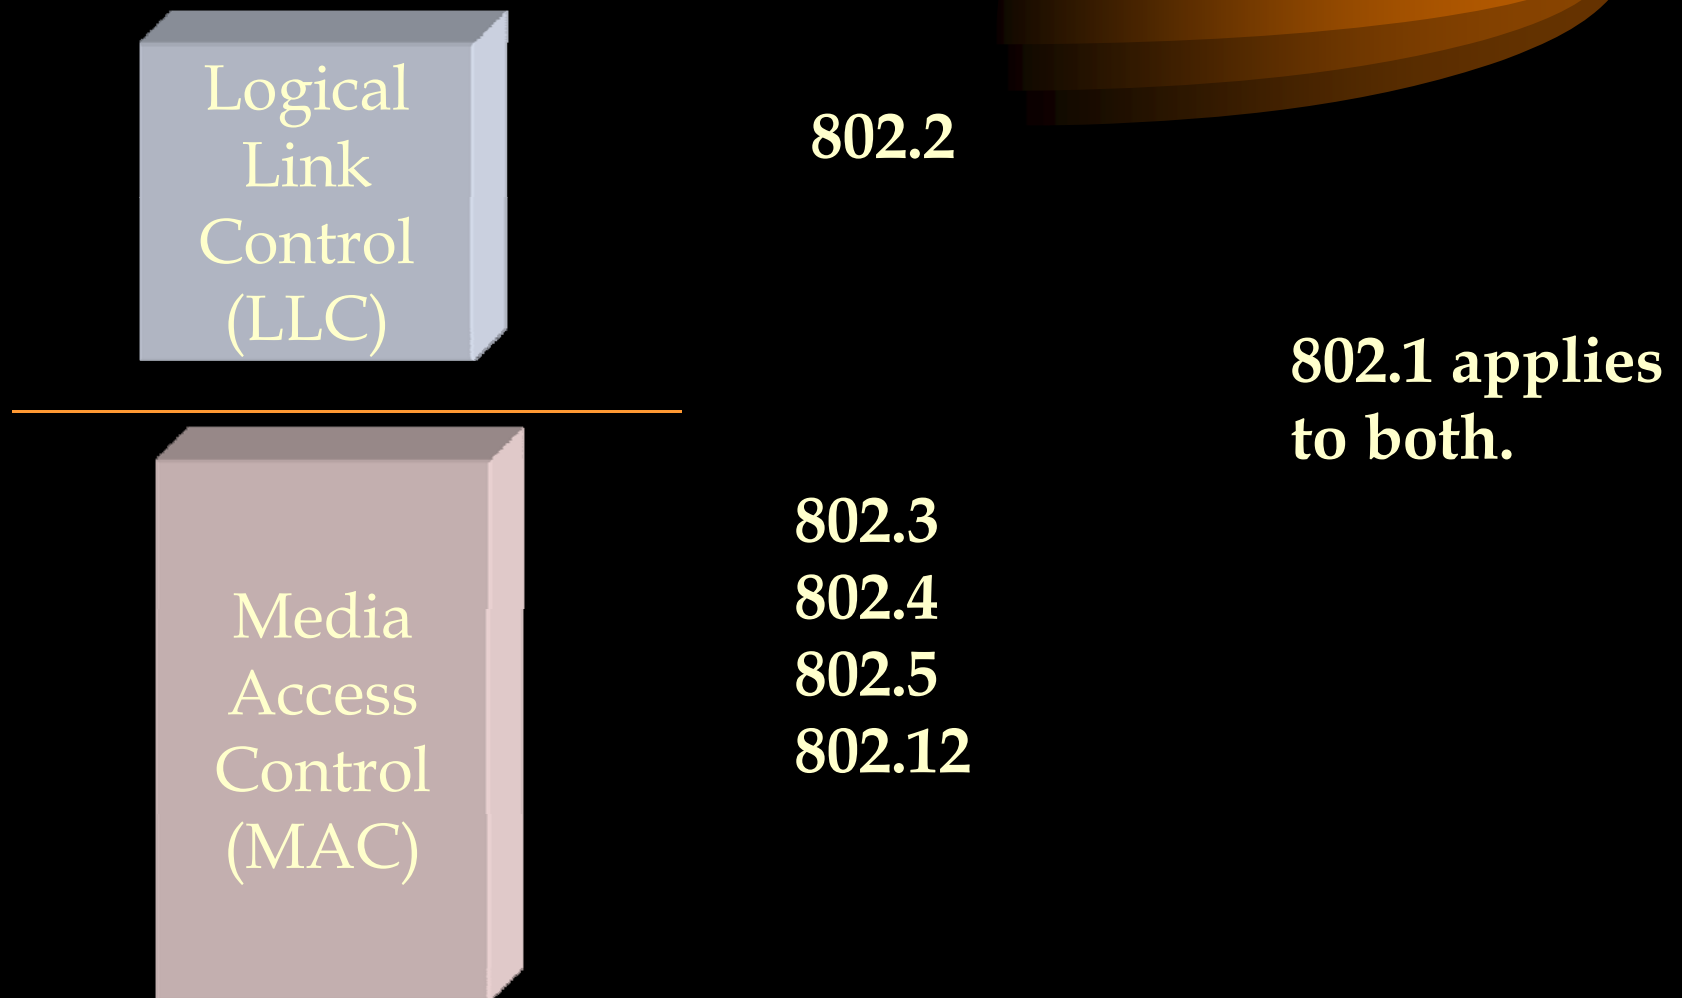 Logical
Link
Control
(LLC)
802.2
802.1 applies
to both.
Media
Access
Control
(MAC)
802.3
802.4
802.5
802.12